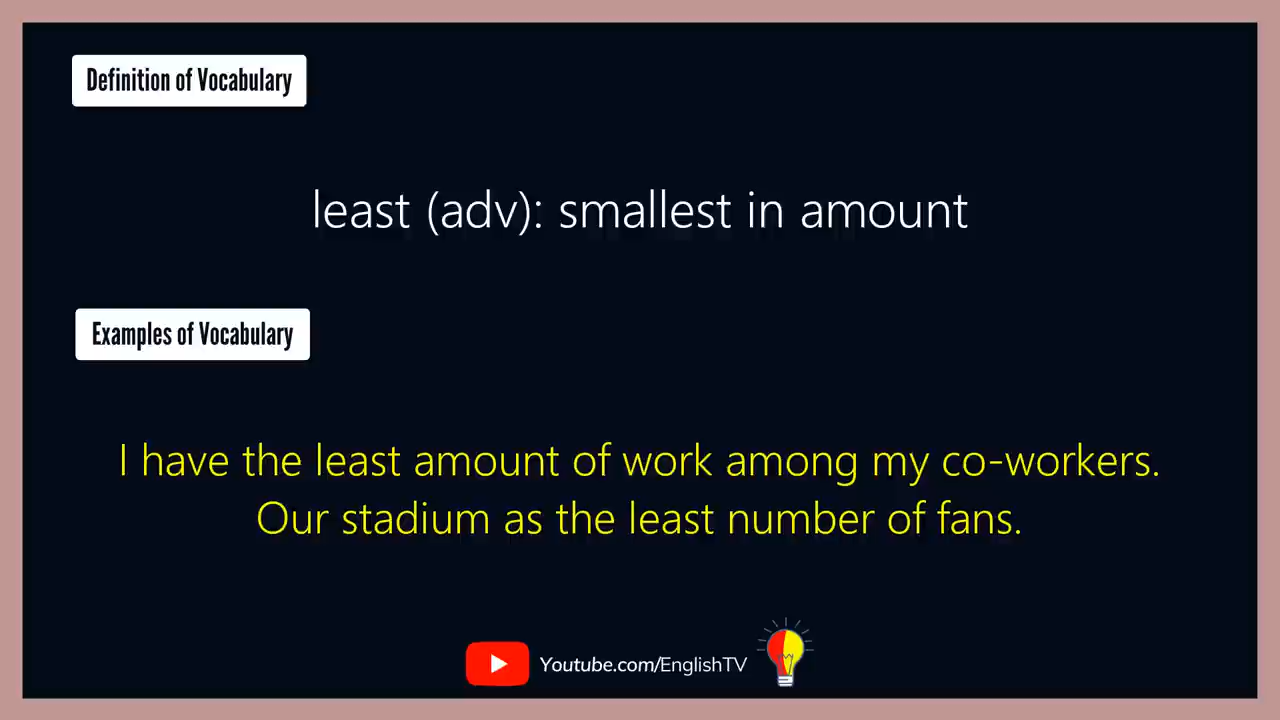 Definition of Vocabulary
least (adv): smallest in amount
Examples of Vocabulary
I have the least amount of work among my co-workers.
Our stadium as the least number of fans.
Youtube.com/EnglishTV